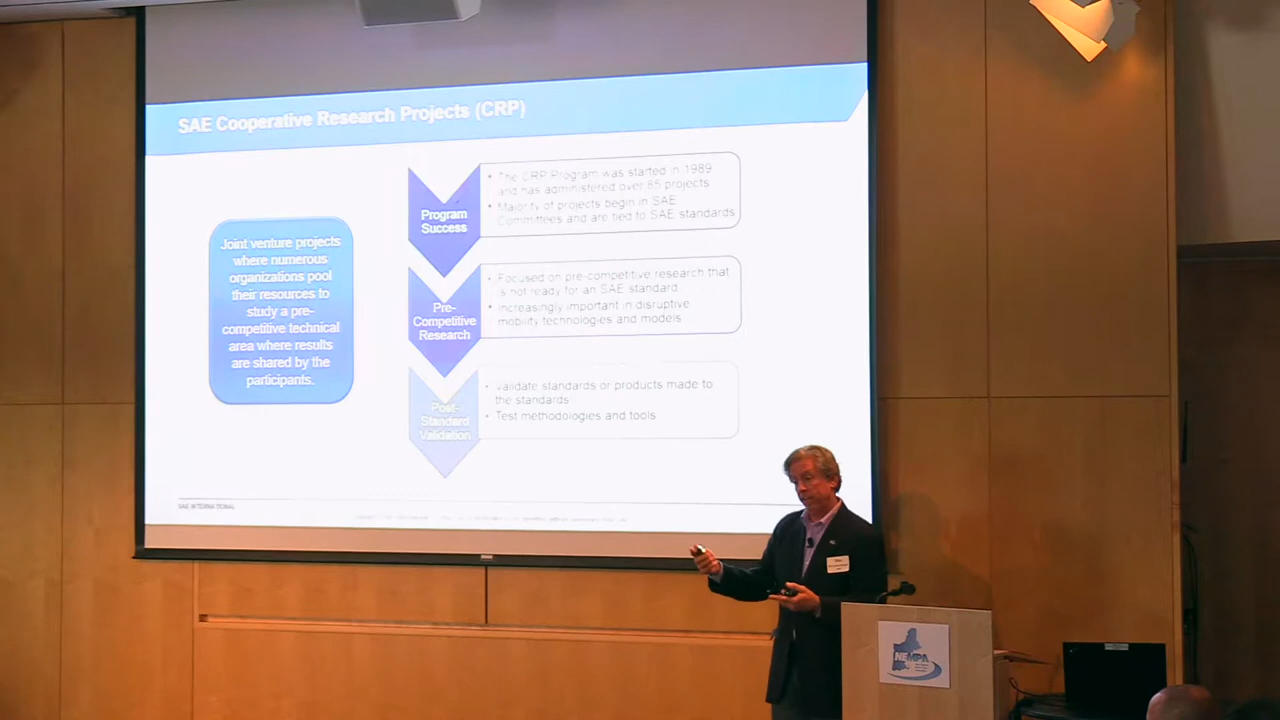 SAE Cooperative Research Projects (CRP)
Joint venture projects
where numerous
organizations pool
their resources to
study a pre-
competitive technical
area where results
are shared by the
participants.
Program
Success
• The CRP Program was started in 1989
and has administered over 85 projects
• Majority of projects begin in SAE
Committees and are tied to SAE standards
Pre-
Competitive
Research
• Focused on pre-competitive research that
is not ready for an SAE standard
• Increasingly important in disruptive
mobility technologies and models
Post-
Standard
Validation
• Validate standards or products made to
the standards
• Test methodologies and tools
SAE INTERNATIONAL
NEMPA